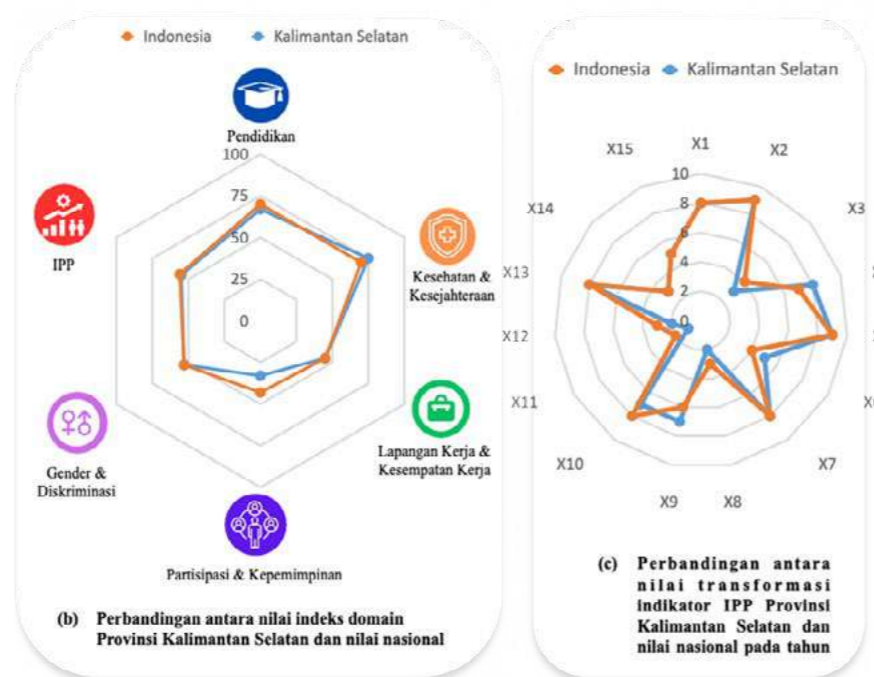 Indonesia Kalimantan Selatan
Pendidikan
100
75
50
25
0
IPP
Kesehatan &
Kesejahteraan
Gender &
Diskriminasi
Lapangan Kerja &
Kesempatan Kerja
Partisipasi & Kepemimpinan
(b) Perbandingan antara nilai indeks domain
Provinsi Kalimantan Selatan dan nilai nasional
Indonesia Kalimantan Selatan
X1
X15 X2
10
X14 X3
8
6
4
X13
2
0
X12
X11
X7
X10
X9 X8
(c) Perbandingan antara
nilai transformasi
indikator IPP Provinsi
Kalimantan Selatan dan
nilai nasional pada tahun